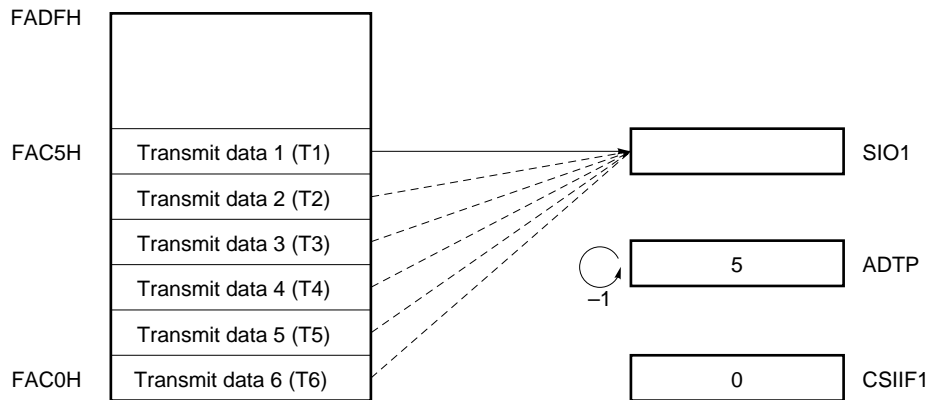 FADFH
FAC5H Transmit data 1 (T1) SIO1
Transmit data 2 (T2)
Transmit data 3 (T3) 5 ADTP
Transmit data 4 (T4) –1
Transmit data 5 (T5)
FAC0H Transmit data 6 (T6) 0 CSIIF1